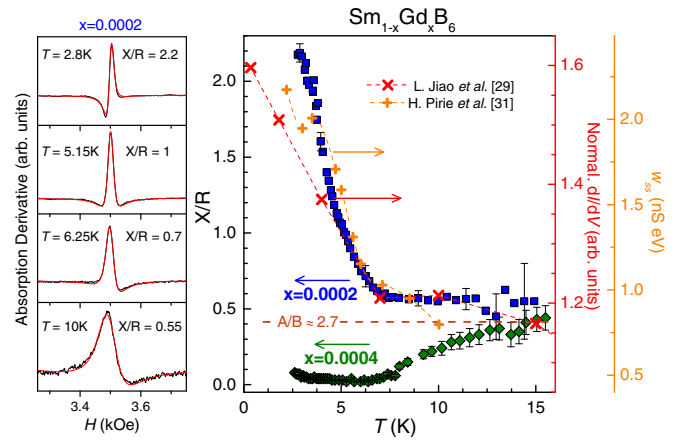 x=0.0002
Sm1-xGdxB6
T = 2.8K X/R = 2.2
T = 5.15K X/R = 1
T = 6.25K X/R = 0.7
T = 10K X/R = 0.55
Absorption Derivative (arb. units)
3.4 3.6
H (kOe)
X/R
2.0
1.5
1.0
0.5
0.0
L. Jiao et al. [29]
H. Pirie et al. [31]
x=0.0002
A/B ≈ 2.7
x=0.0004
0 5 10 15
T (K)
1.6
1.4
1.2
Normal. dI/dV (arb. units)
2.0
1.5
1.0
0.5
wss (nS eV)